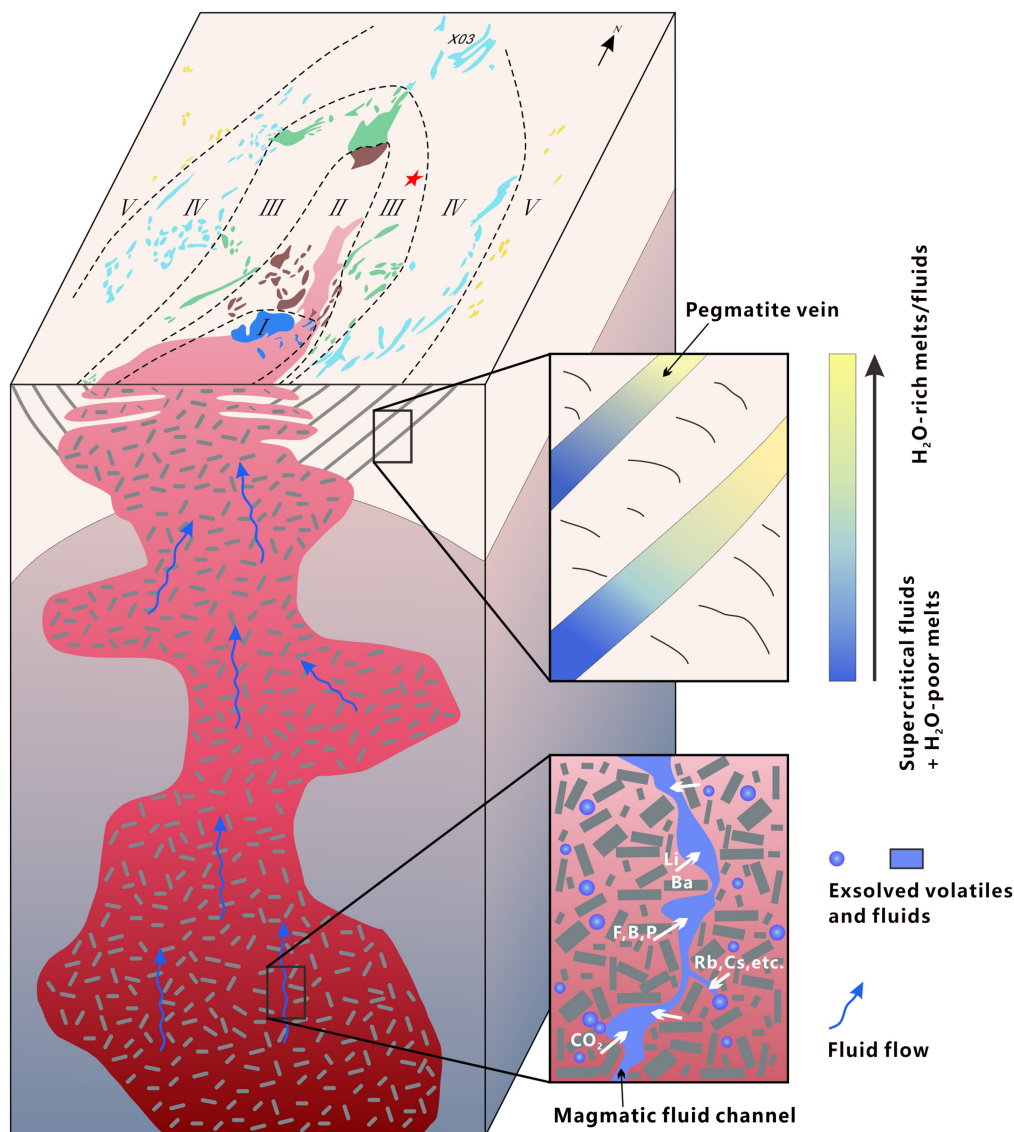 X03
N
V
IV
III
II
III
IV
V
I
Pegmatite vein
H₂O-rich melts/fluids
Supercritical fluids
+ H₂O-poor melts
Li
Ba
F,B,P
Rb,Cs,etc.
CO₂
Exsolved volatiles
and fluids
Fluid flow
Magmatic fluid channel